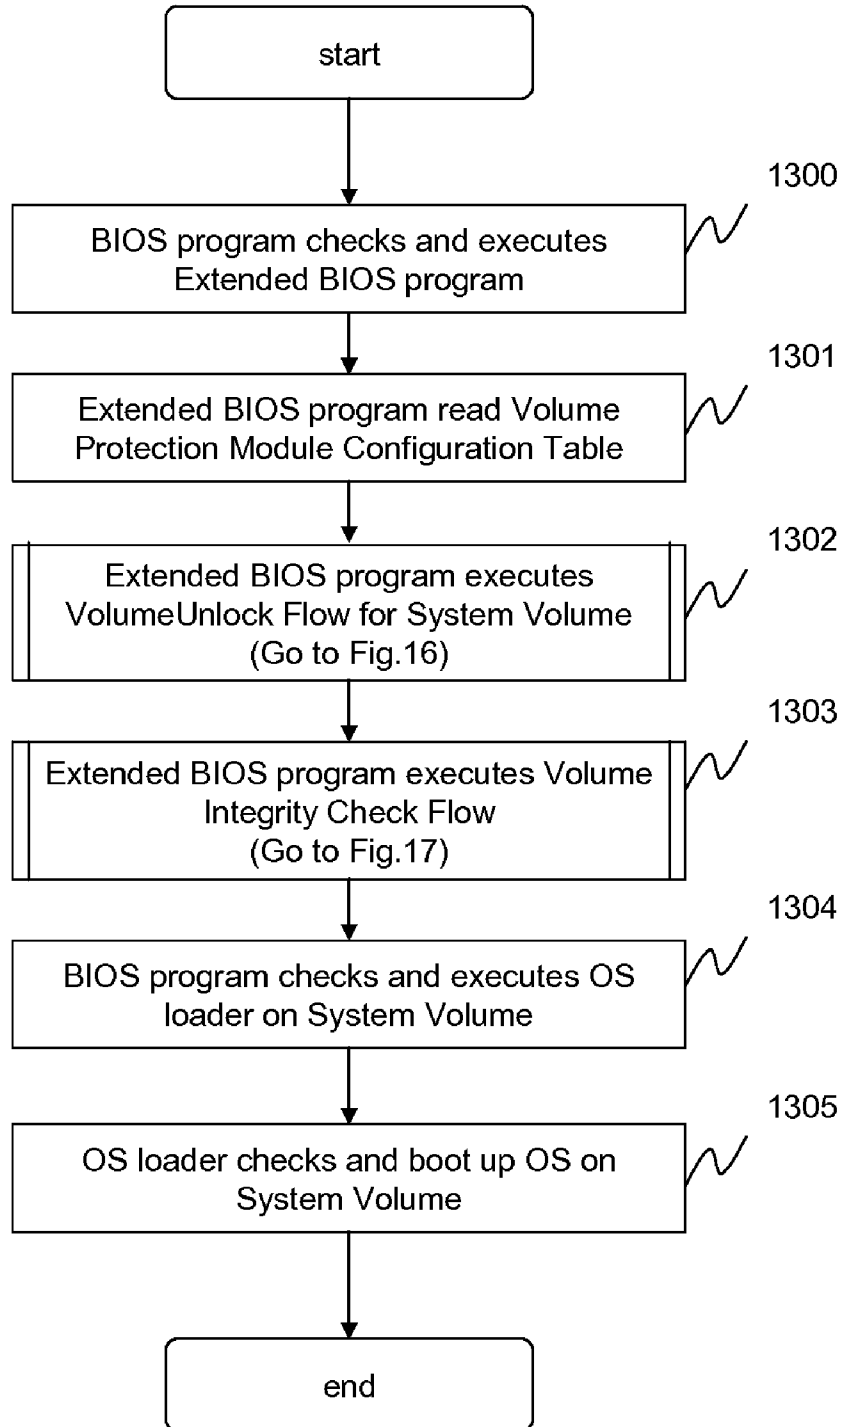 start
1300
BIOS program checks and executes
Extended BIOS program
1301
Extended BIOS program read Volume
Protection Module Configuration Table
1302
Extended BIOS program executes
VolumeUnlock Flow for System Volume
(Go to Fig.16)
1303
Extended BIOS program executes Volume
Integrity Check Flow
(Go to Fig.17)
1304
BIOS program checks and executes OS
loader on System Volume
1305
OS loader checks and boot up OS on
System Volume
end